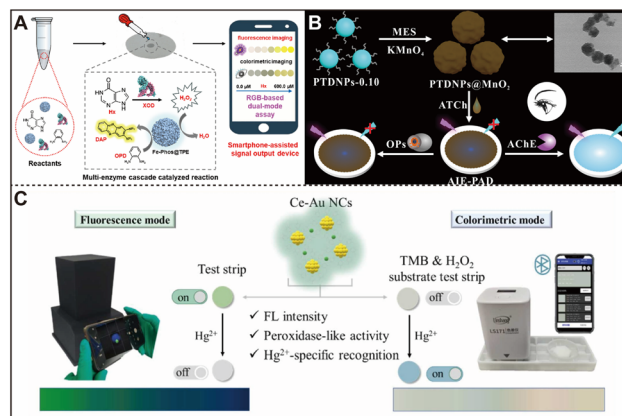 A
Reactants
fluorescence imaging
colorimetric imaging
0.0 μM Hx 600.0 μM
RGB-based
dual-mode
assay
Smartphone-assisted
signal output device
Hx
XOD
H₂O₂
H₂O
DAP
OPD
Fe-Phos@TPE
Multi-enzyme cascade catalyzed reaction
B
MES
KMnO₄
PTDNPs-0.10
PTDNPs@MnO₂
ATCh
OPs
AChE
AIE-PAD
C
Ce-Au NCs
Fluorescence mode
Colorimetric mode
Test strip
TMB & H₂O₂
substrate test strip
on
off
✓ FL intensity
Hg²⁺
✓ Peroxidase-like activity
Hg²⁺
✓ Hg²⁺-specific recognition
off
on